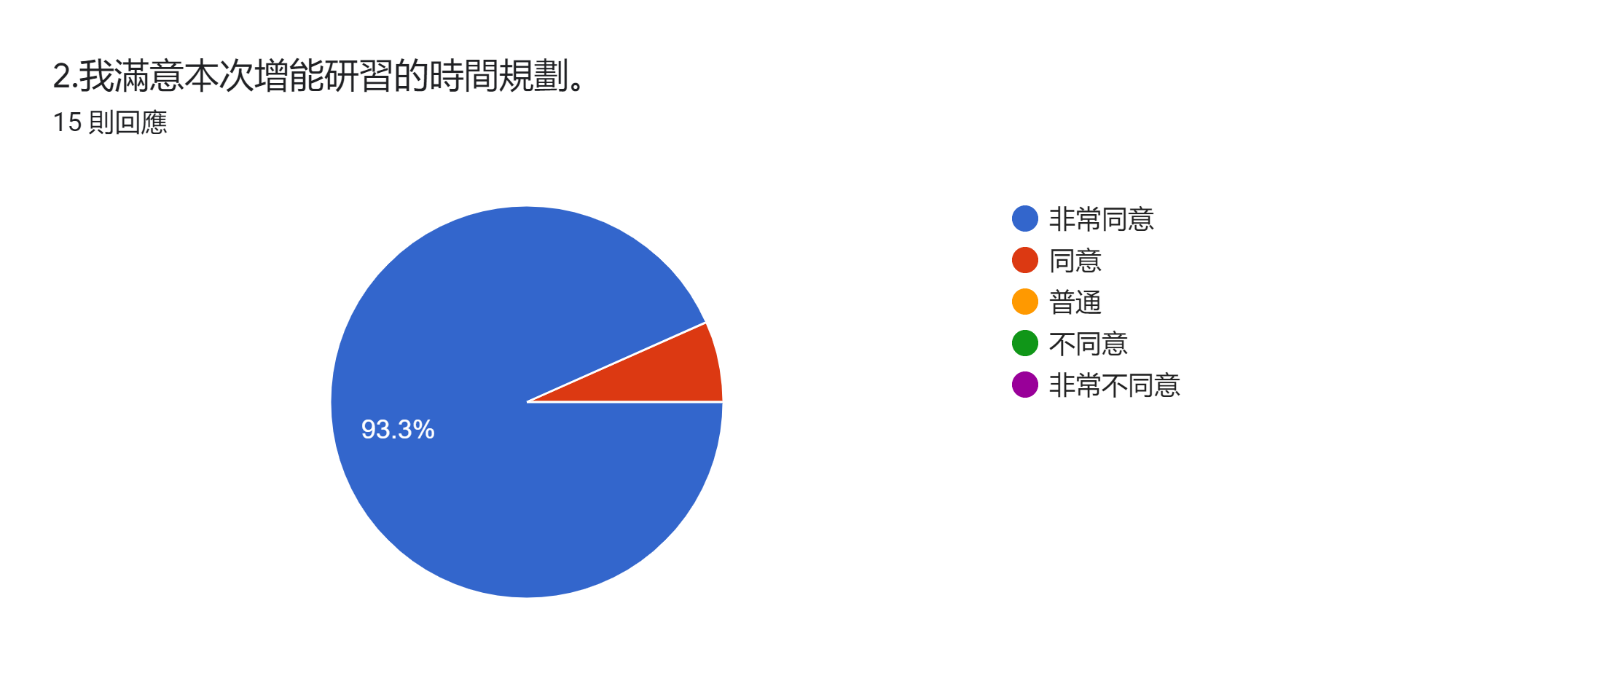 2.我滿意本次增能研習的時間規劃。
15 則回應
93.3%
非常同意
同意
普通
不同意
非常不同意